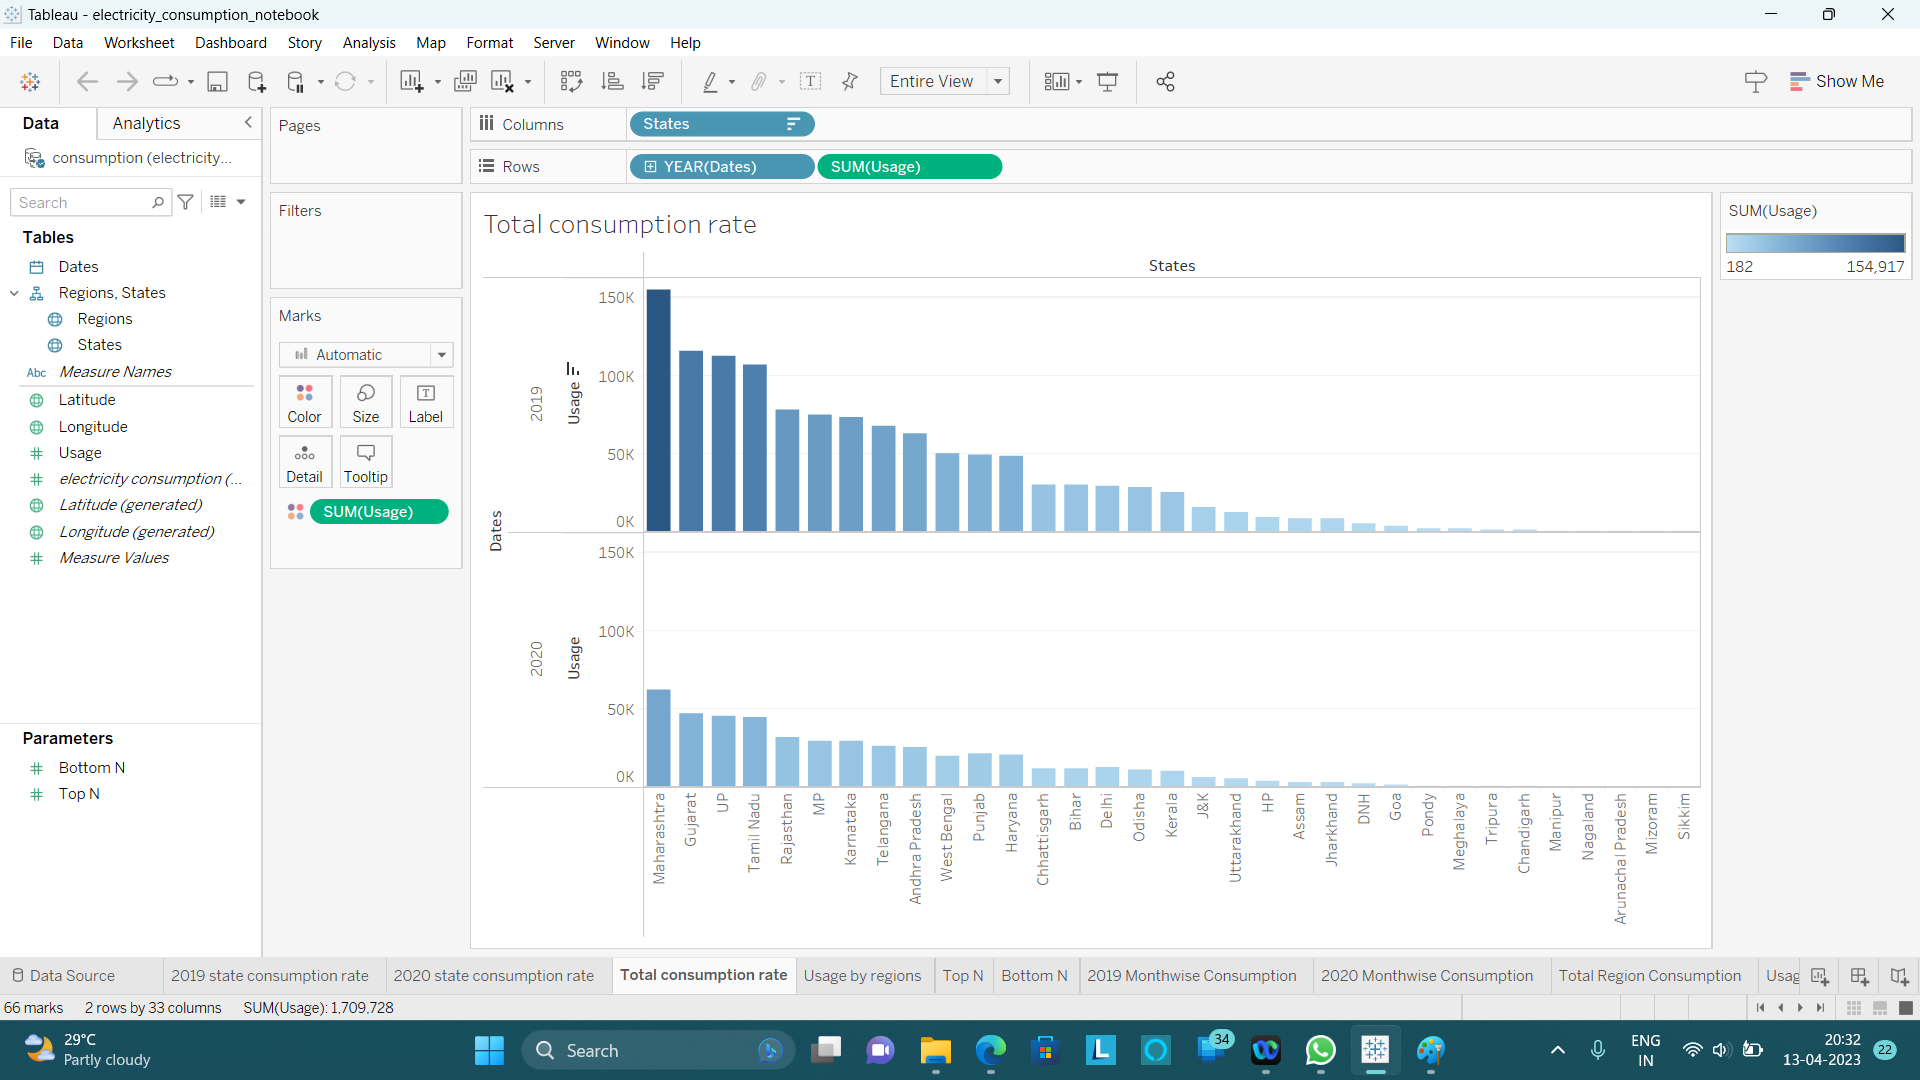 Tableau - electricity_consumption_notebook
File Data Worksheet Dashboard Story Analysis Map Format Server Window Help
Entire View
Show Me
Data Analytics
consumption (electricity...
Search
Tables
Dates
Regions, States
Regions
States
Abc Measure Names
Latitude
Longitude
Usage
electricity consumption (...
Latitude (generated)
Longitude (generated)
Measure Values
Parameters
Bottom N
Top N
Pages
Filters
Marks
Automatic
Color Size Label
Detail Tooltip
SUM(Usage)
Columns States
Rows YEAR(Dates) SUM(Usage)
Total consumption rate
States
Dates
2019
Usage
150K
100K
50K
0K
2020
Usage
150K
100K
50K
0K
Maharashtra
Gujarat
UP
Tamil Nadu
Rajasthan
MP
Karnataka
Telangana
Andhra Pradesh
West Bengal
Punjab
Haryana
Chhattisgarh
Bihar
Delhi
Odisha
Kerala
J&K
Uttarakhand
HP
Assam
Jharkhand
DNH
Goa
Pondy
Meghalaya
Tripura
Chandigarh
Manipur
Nagaland
Arunachal Pradesh
Mizoram
Sikkim
SUM(Usage)
182 154,917
Data Source 2019 state consumption rate 2020 state consumption rate Total consumption rate Usage by regions Top N Bottom N 2019 Monthwise Consumption 2020 Monthwise Consumption Total Region Consumption Usag
66 marks 2 rows by 33 columns SUM(Usage): 1,709,728
29°C
Partly cloudy
Search
34
ENG
IN
20:32
13-04-2023
22